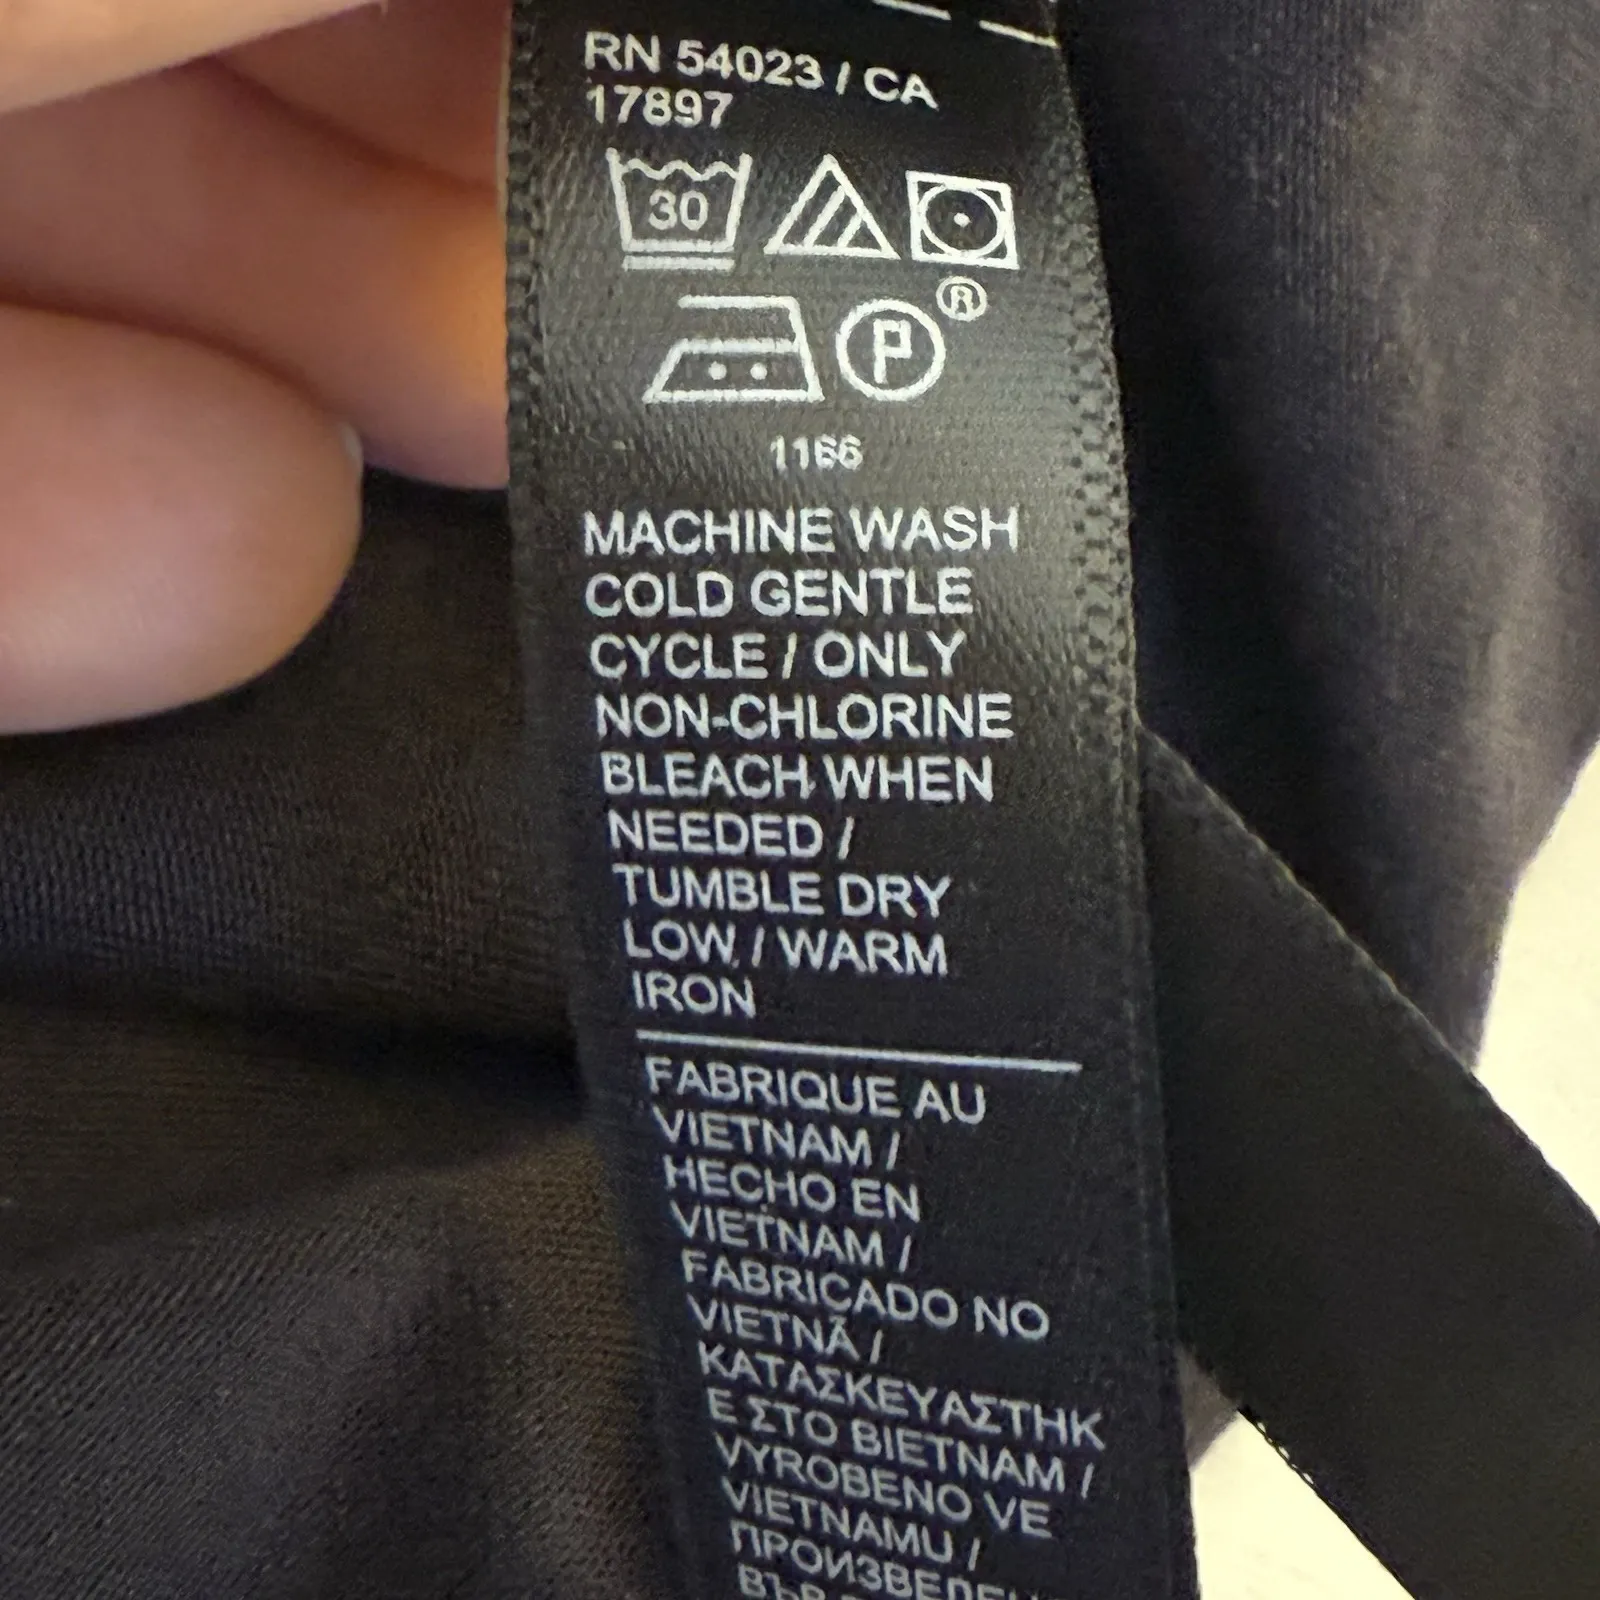 RN 54023 / CA
17897
30
P ®
1166
MACHINE WASH
COLD GENTLE
CYCLE / ONLY
NON-CHLORINE
BLEACH WHEN
NEEDED /
TUMBLE DRY
LOW / WARM
IRON
FABRIQUE AU
VIETNAM /
HECHO EN
VIETNAM /
FABRICADO NO
VIETNÃ /
ΚΑΤΑΣΚΕΥΑΣΤΗΚ
Ε ΣΤΟ ΒΙΕΤΝΑΜ /
VYROBENO VE
VIETNAMU /